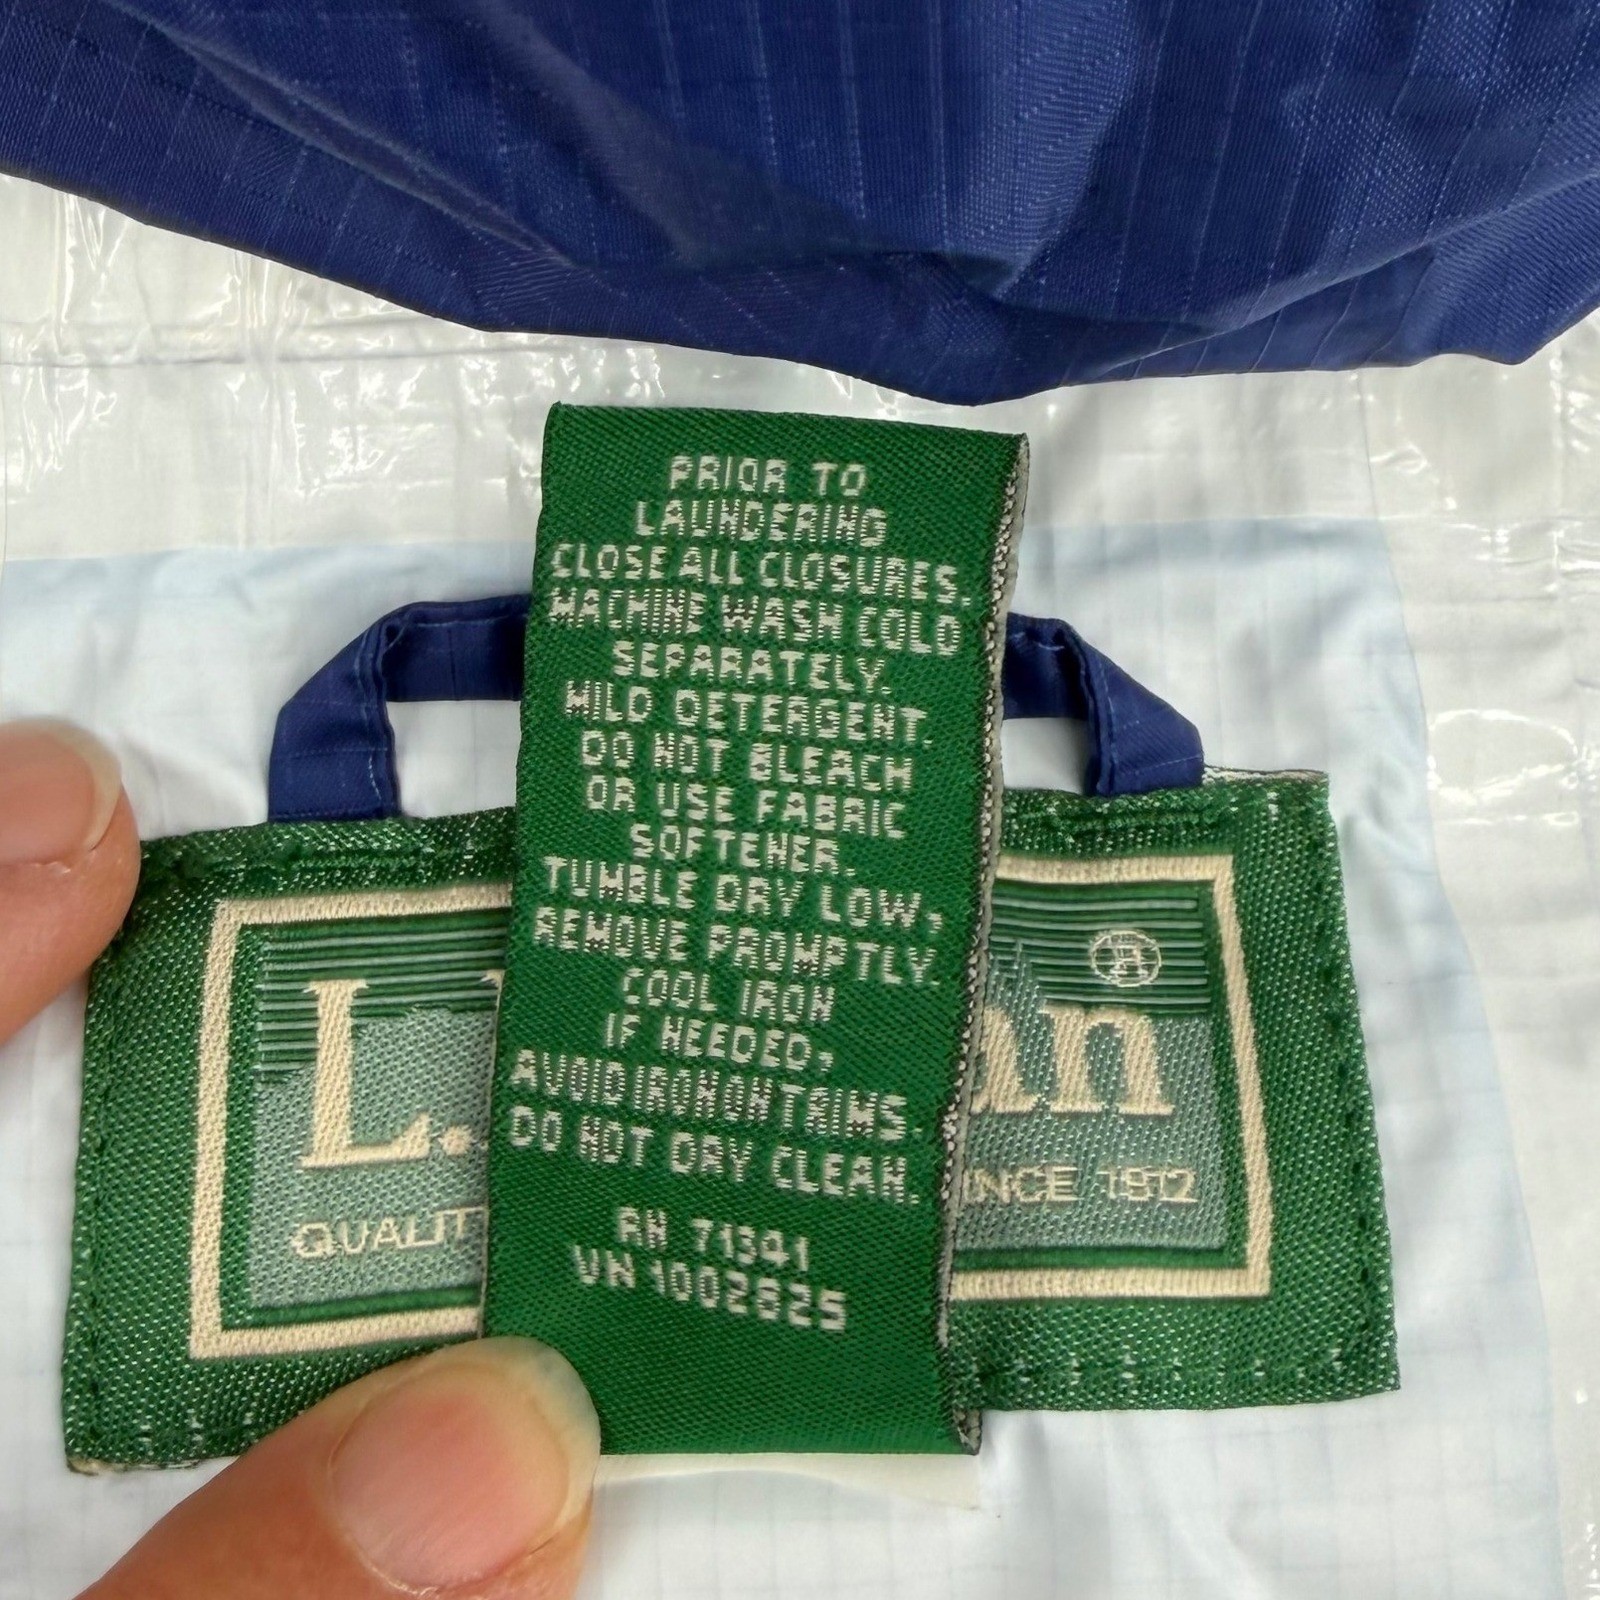 PRIOR TO
LAUNDERING
CLOSE ALL CLOSURES.
MACHINE WASH COLD
SEPARATELY.
MILD DETERGENT.
DO NOT BLEACH
OR USE FABRIC
SOFTENER.
TUMBLE DRY LOW,
REMOVE PROMPTLY.
COOL IRON
IF NEEDED,
AVOID IRON ON TRIMS.
DO NOT DRY CLEAN.
RN 71341
VN 1002825
L. an ®
QUALIT INCE 1912